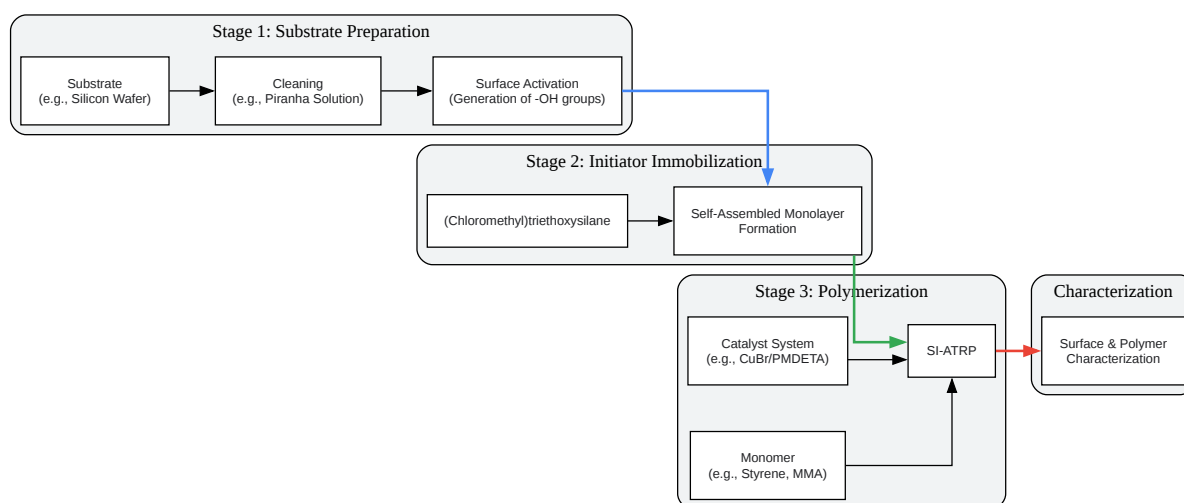 Stage 1: Substrate Preparation
Substrate
(e.g., Silicon Wafer)
Cleaning
(e.g., Piranha Solution)
Surface Activation
(Generation of -OH groups)
Stage 2: Initiator Immobilization
(Chloromethyl)triethoxysilane
Self-Assembled Monolayer
Formation
Stage 3: Polymerization
Catalyst System
(e.g., CuBr/PMDETA)
SI-ATRP
Monomer
(e.g., Styrene, MMA)
Characterization
Surface & Polymer
Characterization